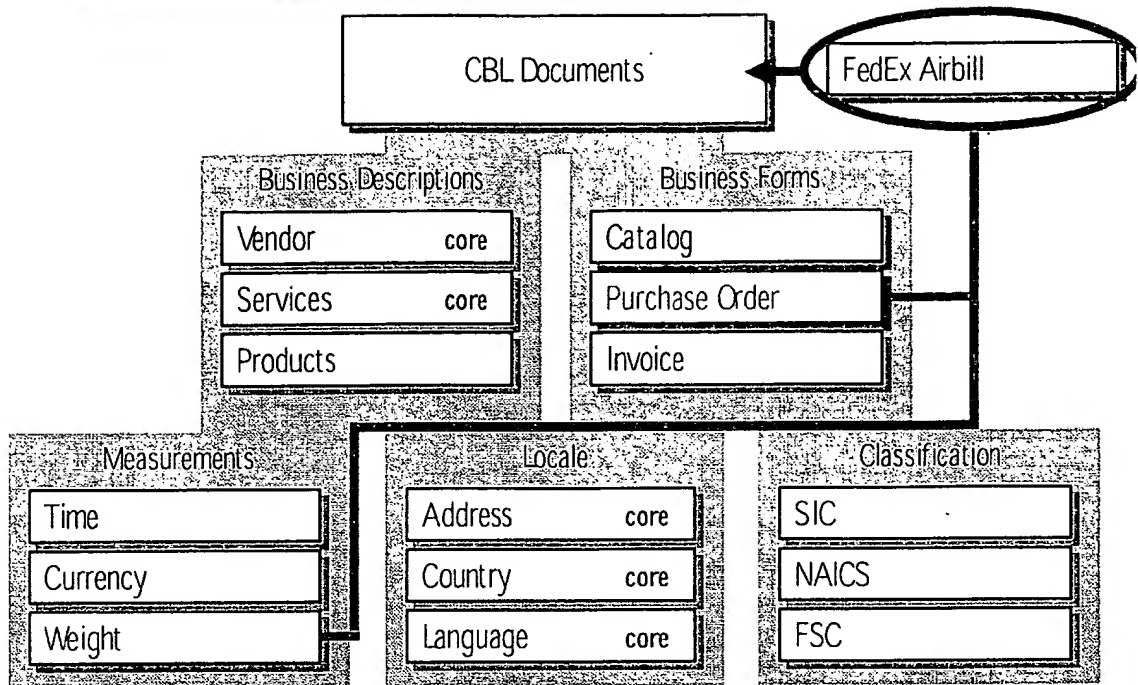 CBL Documents
FedEx Airbill
Business Descriptions
Business Forms
Vendor core
Catalog
Services core
Purchase Order
Products
Invoice
Measurements
Locale
Classification
Time
Address core
SIC
Currency
Country core
NAICS
Weight
Language core
FSC